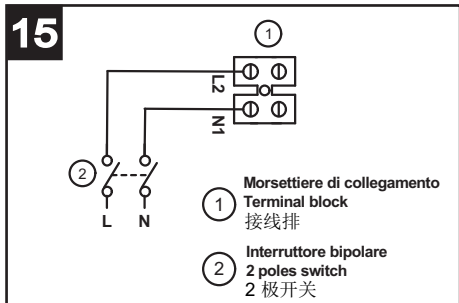 15
1
L2
N1
2
L N
1
Morsettiere di collegamento
Terminal block
接线排
2
Interruttore bipolare
2 poles switch
2 极开关